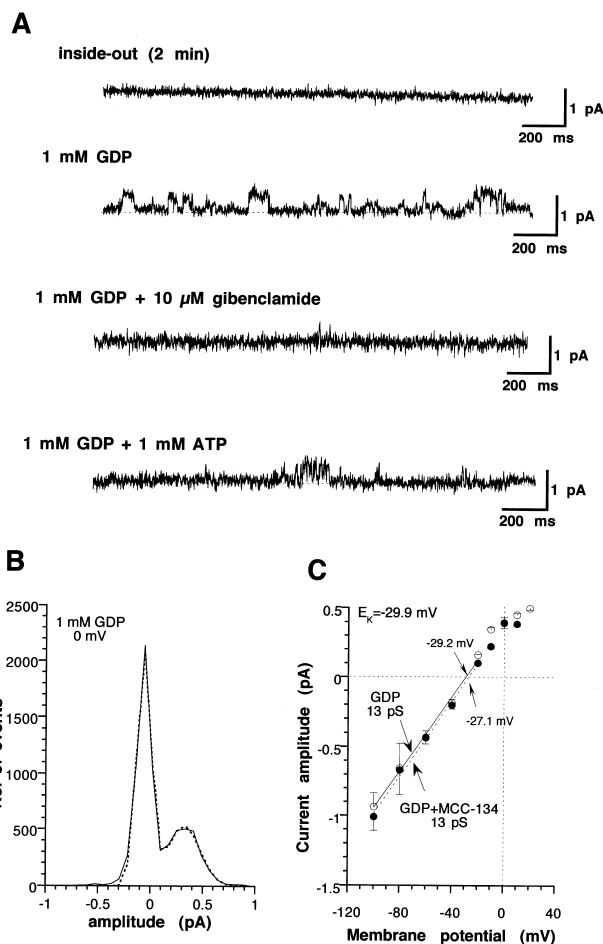 A
inside-out (2 min)
1 pA
200 ms
1 mM GDP
1 pA
200 ms
1 mM GDP + 10 µM gibenclamide
1 pA
200 ms
1 mM GDP + 1 mM ATP
1 pA
200 ms
B
2500
2000
1500
1000
500
0
1 mM GDP
0 mV
-1
-0.5
0
0.5
1
amplitude (pA)
C
0.5
0
-0.5
-1
-1.5
Current amplitude (pA)
EK=-29.9 mV
-29.2 mV
-27.1 mV
GDP
13 pS
GDP+MCC-134
13 pS
-120
-80
-40
0
40
Membrane potential (mV)